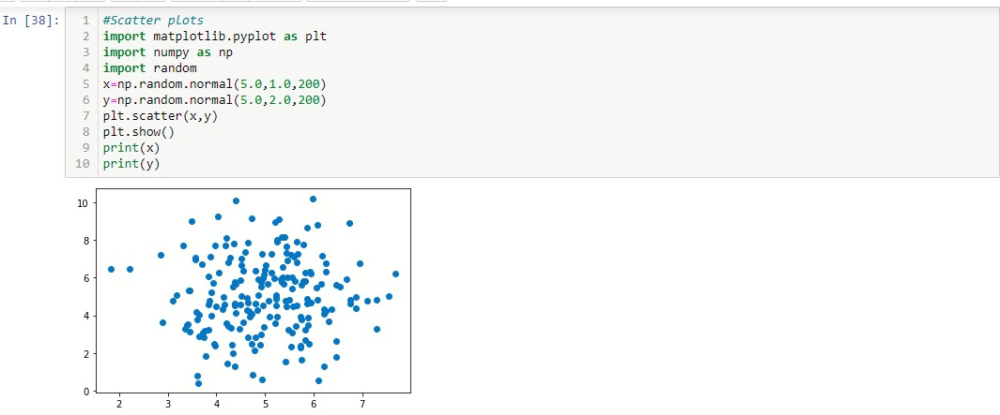 In [38]:
1 #Scatter plots
2 import matplotlib.pyplot as plt
3 import numpy as np
4 import random
5 x=np.random.normal(5.0,1.0,200)
6 y=np.random.normal(5.0,2.0,200)
7 plt.scatter(x,y)
8 plt.show()
9 print(x)
10 print(y)
10
8
6
4
2
0
2 3 4 5 6 7